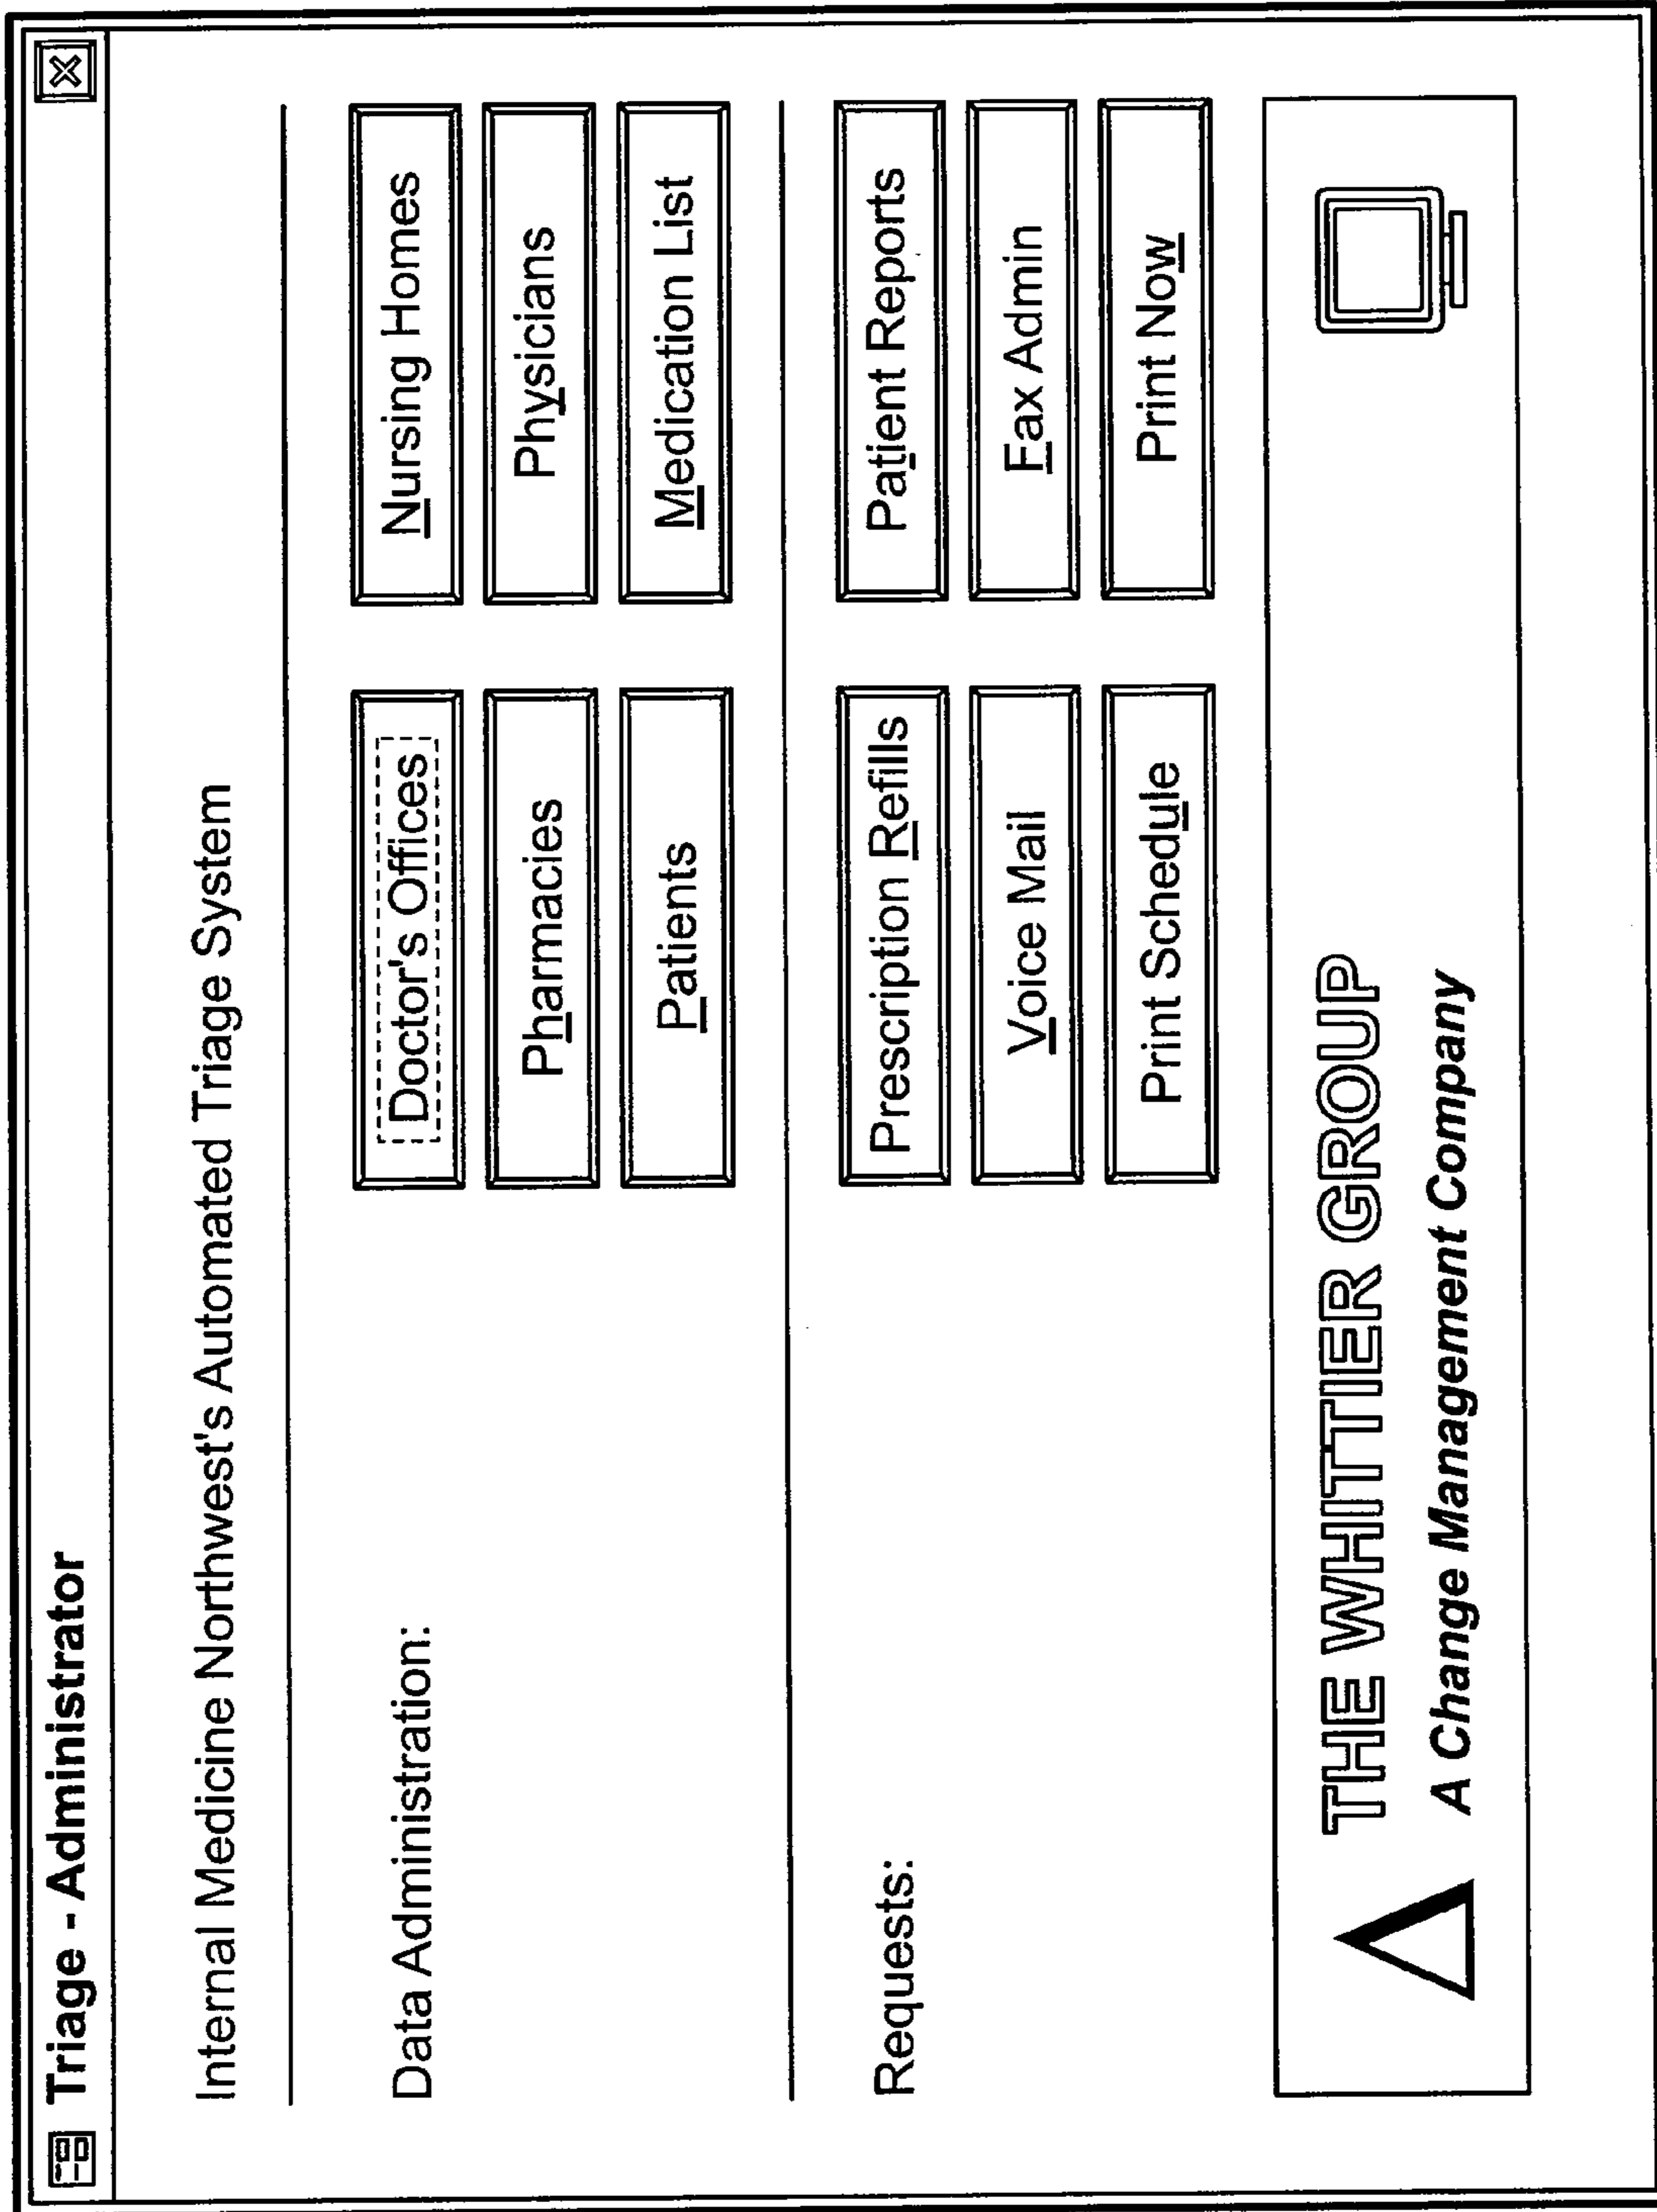 Triage - Administrator
Internal Medicine Northwest's Automated Triage System
Data Administration:
Doctor's Offices
Nursing Homes
Pharmacies
Physicians
Patients
Medication List
Requests:
Prescription Refills
Patient Reports
Voice Mail
Fax Admin
Print Schedule
Print Now
THE WHITTIER GROUP
A Change Management Company